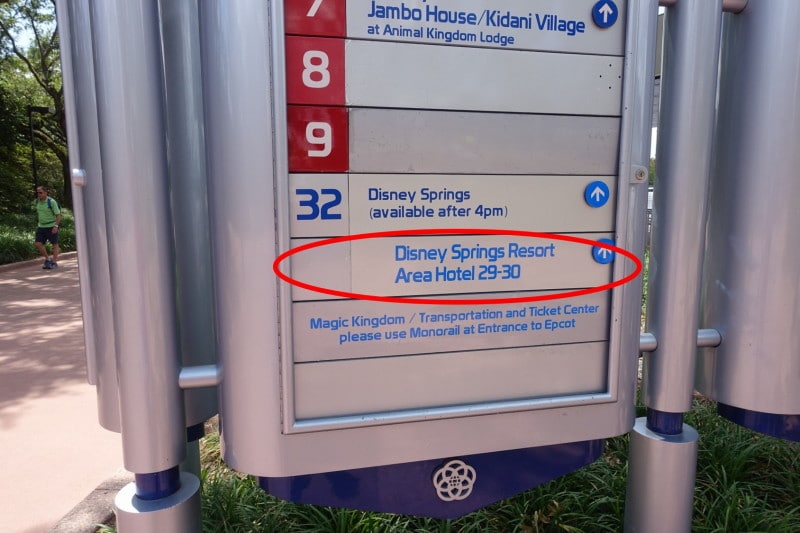 7
Jambo House/Kidani Village
at Animal Kingdom Lodge
8
9
32
Disney Springs
(available after 4pm)
Disney Springs Resort
Area Hotel 29-30
Magic Kingdom / Transportation and Ticket Center
please use Monorail at Entrance to Epcot